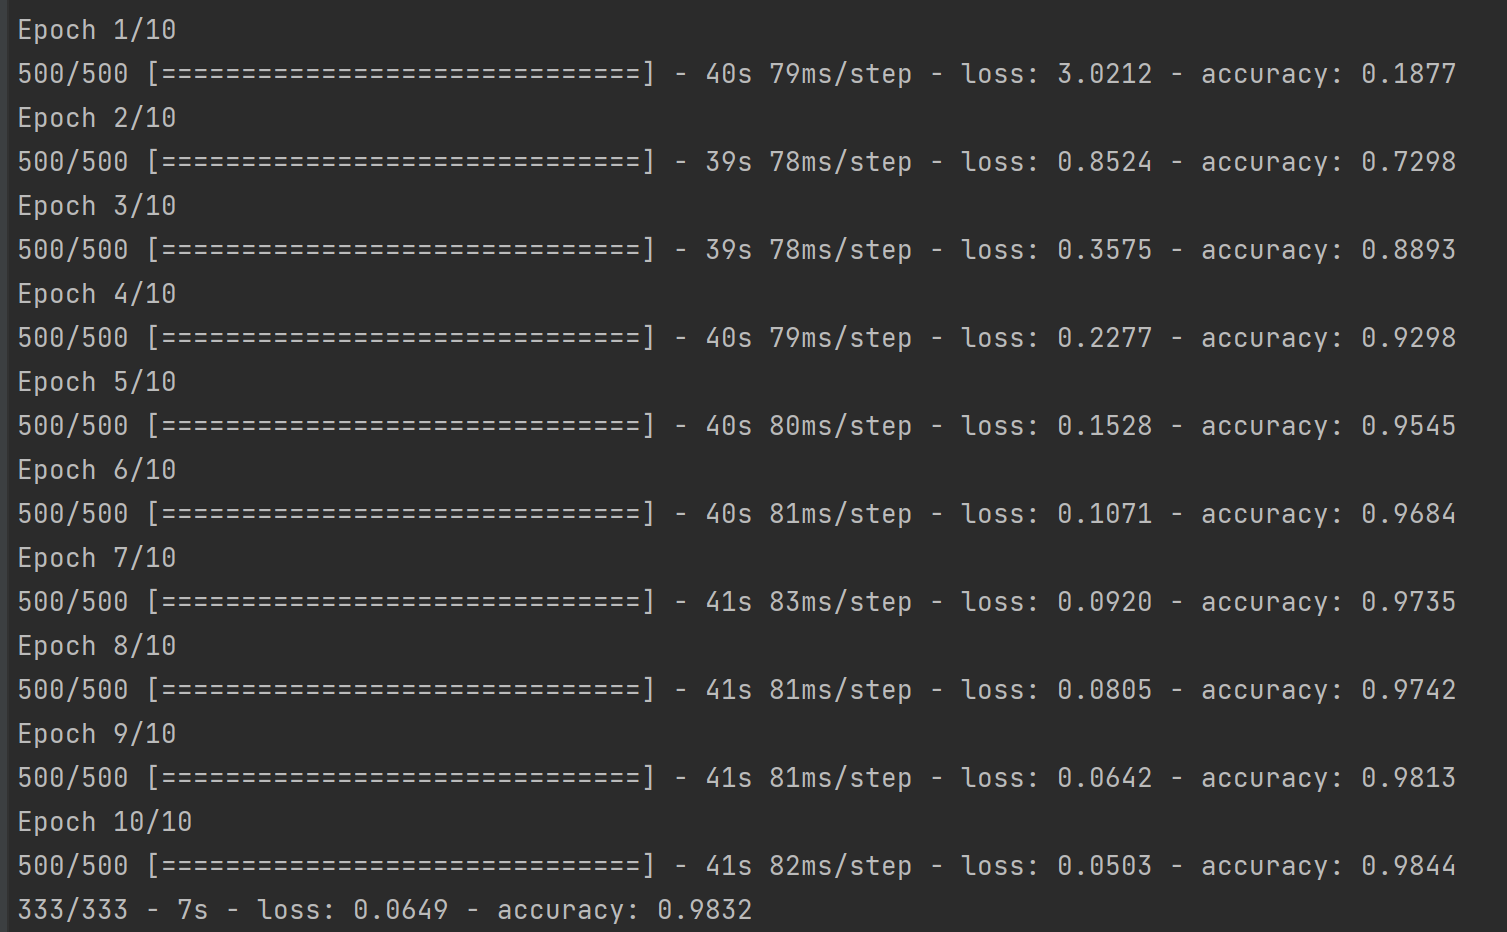 Epoch 1/10
500/500 [==============================] - 40s 79ms/step - loss: 3.0212 - accuracy: 0.1877
Epoch 2/10
500/500 [==============================] - 39s 78ms/step - loss: 0.8524 - accuracy: 0.7298
Epoch 3/10
500/500 [==============================] - 39s 78ms/step - loss: 0.3575 - accuracy: 0.8893
Epoch 4/10
500/500 [==============================] - 40s 79ms/step - loss: 0.2277 - accuracy: 0.9298
Epoch 5/10
500/500 [==============================] - 40s 80ms/step - loss: 0.1528 - accuracy: 0.9545
Epoch 6/10
500/500 [==============================] - 40s 81ms/step - loss: 0.1071 - accuracy: 0.9684
Epoch 7/10
500/500 [==============================] - 41s 83ms/step - loss: 0.0920 - accuracy: 0.9735
Epoch 8/10
500/500 [==============================] - 41s 81ms/step - loss: 0.0805 - accuracy: 0.9742
Epoch 9/10
500/500 [==============================] - 41s 81ms/step - loss: 0.0642 - accuracy: 0.9813
Epoch 10/10
500/500 [==============================] - 41s 82ms/step - loss: 0.0503 - accuracy: 0.9844
333/333 - 7s - loss: 0.0649 - accuracy: 0.9832